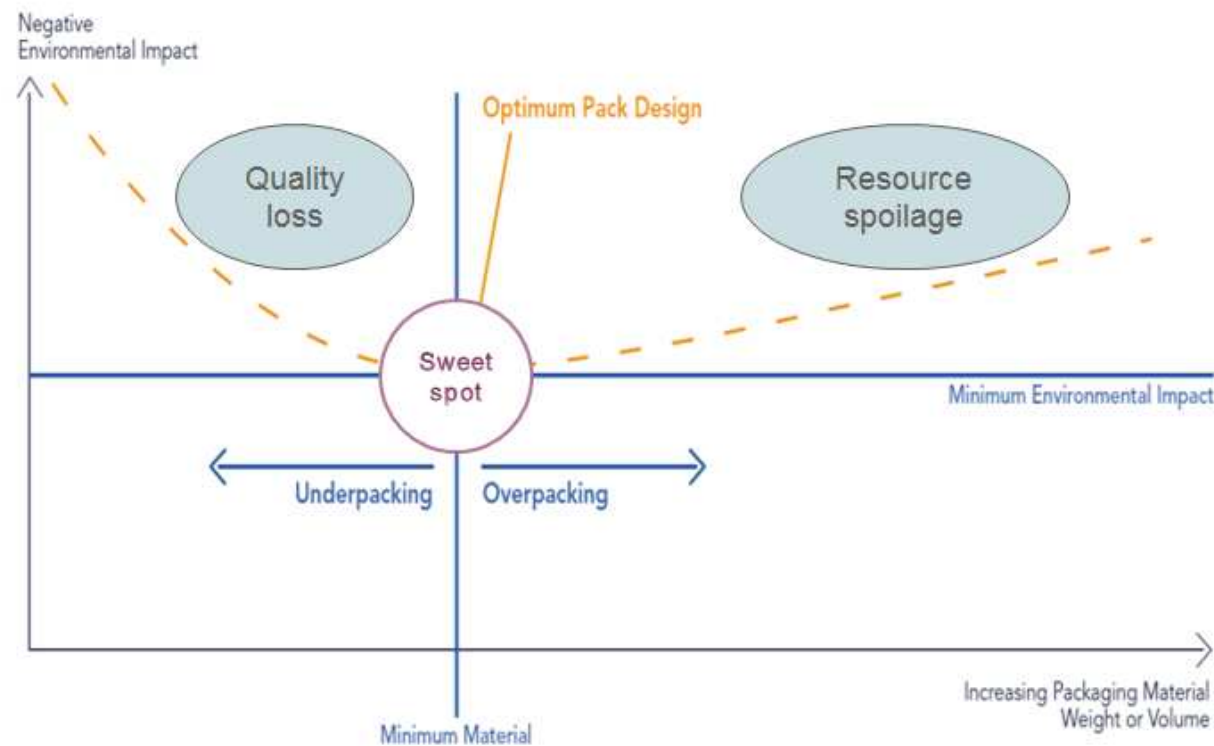 Negative
Environmental Impact
Optimum Pack Design
Quality
loss
Resource
spoilage
Sweet
spot
Minimum Environmental Impact
Underpacking
Overpacking
Increasing Packaging Material
Weight or Volume
Minimum Material